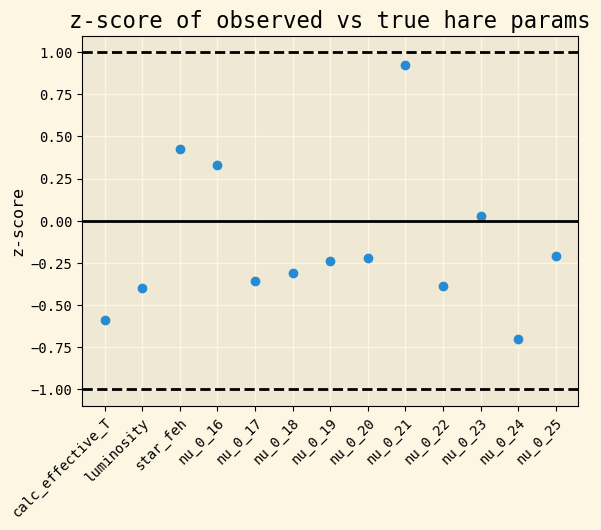 z-score of observed vs true hare params
1.00
0.75
0.50
0.25
0.00
−0.25
−0.50
−0.75
−1.00
z-score
calc_effective_T
luminosity
star_feh
nu_0_16
nu_0_17
nu_0_18
nu_0_19
nu_0_20
nu_0_21
nu_0_22
nu_0_23
nu_0_24
nu_0_25